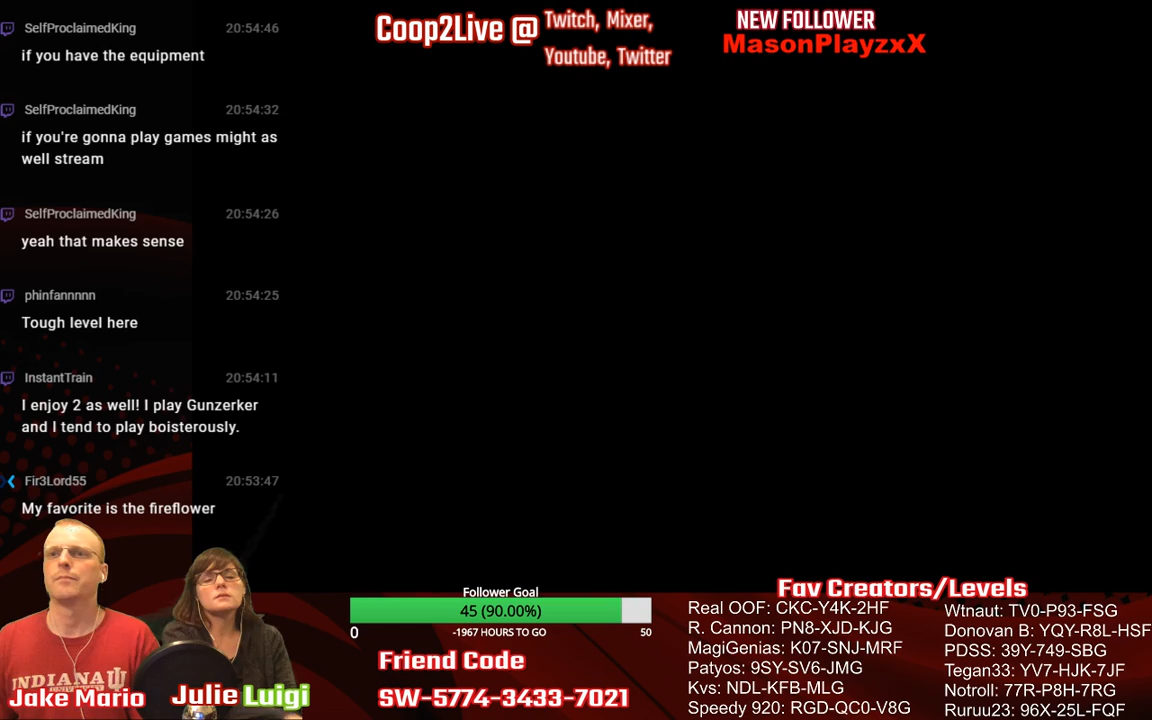 SelfProclaimedKing 20:54:46
if you have the equipment
SelfProclaimedKing 20:54:32
if you're gonna play games might as
well stream
SelfProclaimedKing 20:54:26
yeah that makes sense
phinfannnnn 20:54:25
Tough level here
InstantTrain 20:54:11
I enjoy 2 as well! I play Gunzerker
and I tend to play boisterously.
Fir3Lord55 20:53:47
My favorite is the fireflower
Coop2Live @ Twitch, Mixer,
Youtube, Twitter
NEW FOLLOWER
MasonPlayzxX
INDIANA
Jake Mario
Julie Luigi
Follower Goal
45 (90.00%)
0 -1967 HOURS TO GO 50
Friend Code
SW-5774-3433-7021
Fav Creators/Levels
Real OOF: CKC-Y4K-2HF
R. Cannon: PN8-XJD-KJG
MagiGenias: K07-SNJ-MRF
Patyos: 9SY-SV6-JMG
Kvs: NDL-KFB-MLG
Speedy 920: RGD-QC0-V8G
Wtnaut: TV0-P93-FSG
Donovan B: YQY-R8L-HSF
PDSS: 39Y-749-SBG
Tegan33: YV7-HJK-7JF
Notroll: 77R-P8H-7RG
Ruruu23: 96X-25L-FQF